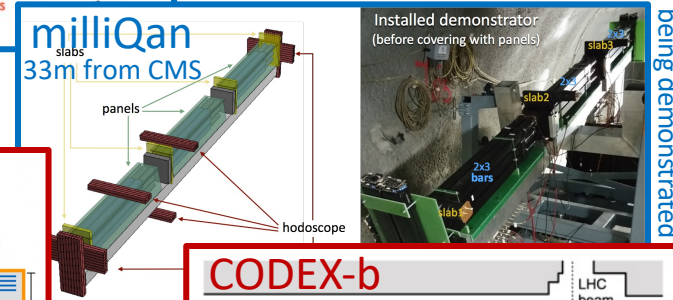 s
milliQan
slabs
33m from CMS
panels
hodoscope
Installed demonstrator
(before covering with panels)
2x3
slab3
2x3
slab2
2x3
bars
slab1
being demonstrated
CODEX-b
LHC
beam